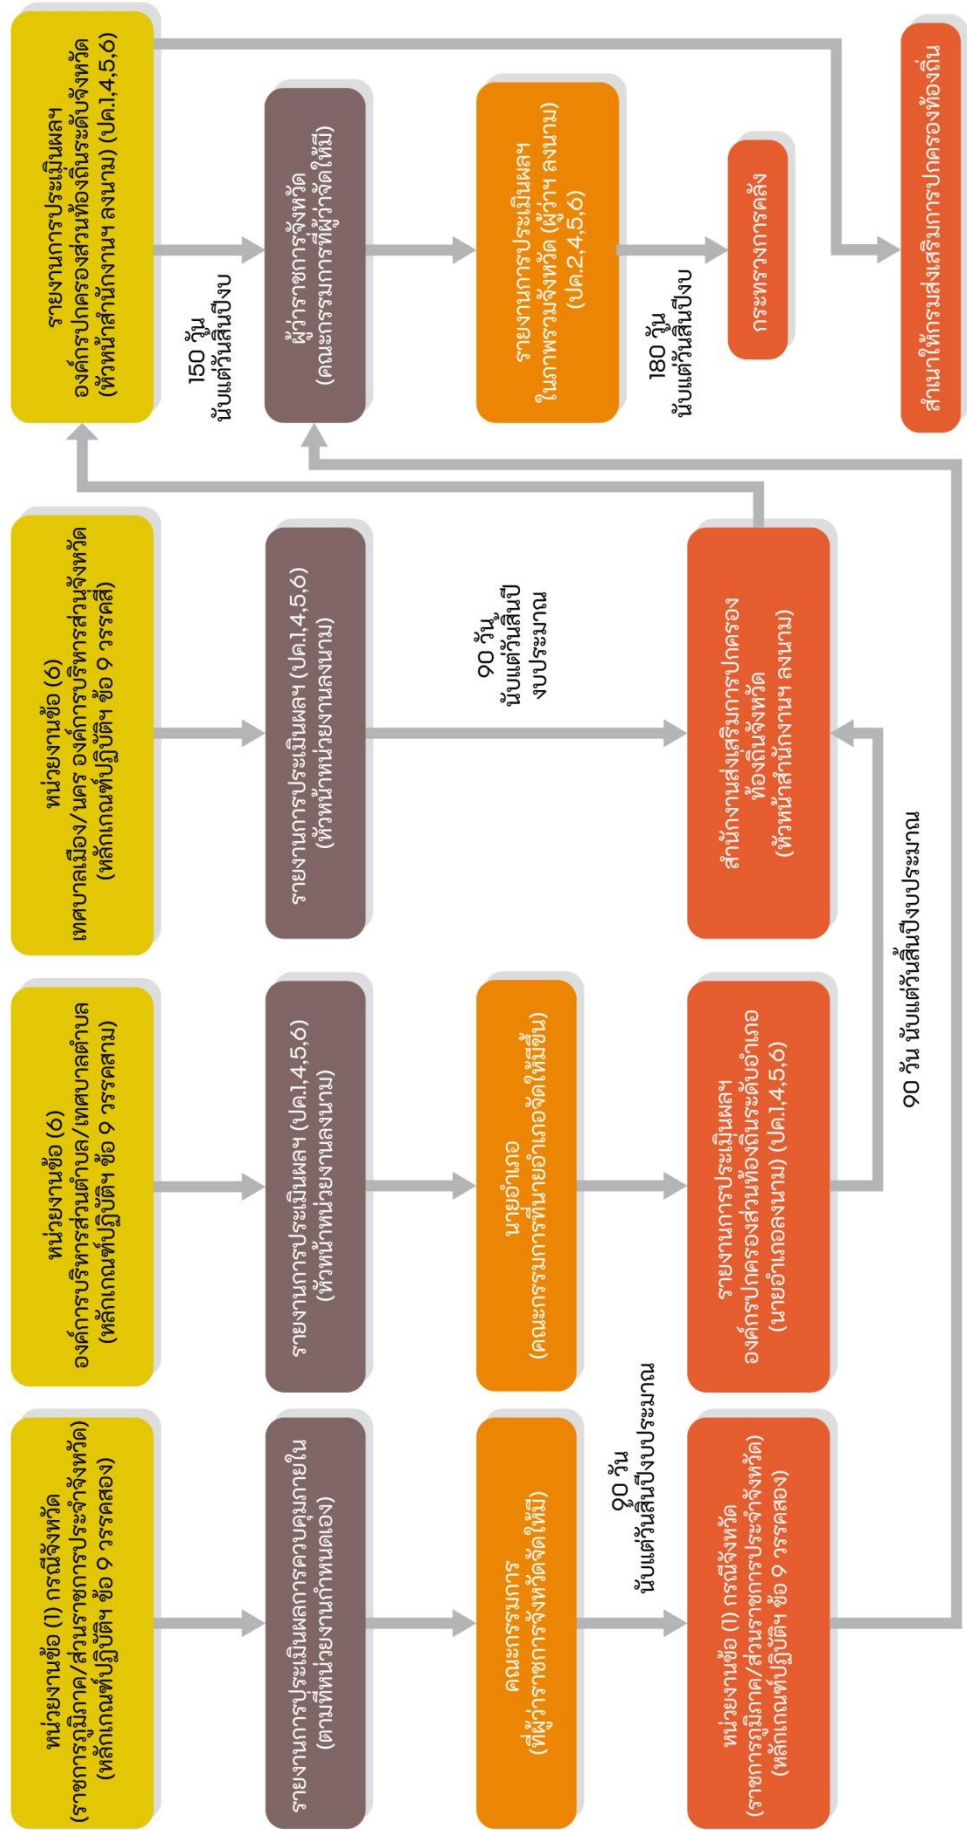 หน่วยงานข้อ (1) กรณีจังหวัด
(ราชการภูมิภาค/ส่วนราชการประจำจังหวัด)
(หลักเกณฑ์ปฏิบัติฯ ข้อ 9 วรรคสอง)
รายงานการประเมินผลการควบคุมภายใน
(ตามที่หน่วยงานกำหนดเอง)
คณะกรรมการ
(ที่ผู้ว่าราชการจังหวัดจัดให้มี)
90 วัน
นับแต่วันสิ้นปีงบประมาณ
หน่วยงานข้อ (1) กรณีจังหวัด
(ราชการภูมิภาค/ส่วนราชการประจำจังหวัด)
(หลักเกณฑ์ปฏิบัติฯ ข้อ 9 วรรคสอง)
หน่วยงานข้อ (6)
องค์การบริหารส่วนตำบล/เทศบาลตำบล
(หลักเกณฑ์ปฏิบัติฯ ข้อ 9 วรรคสาม)
รายงานการประเมินผลฯ (ปค.1,4,5,6)
(หัวหน้าหน่วยงานลงนาม)
นายอำเภอ
(คณะกรรมการที่นายอำเภอจัดให้มีขึ้น)
รายงานการประเมินผลฯ
องค์กรปกครองส่วนท้องถิ่นระดับอำเภอ
(นายอำเภอลงนาม) (ปค.1,4,5,6)
90 วัน นับแต่วันสิ้นปีงบประมาณ
หน่วยงานข้อ (6)
เทศบาลเมือง/นคร องค์การบริหารส่วนจังหวัด
(หลักเกณฑ์ปฏิบัติฯ ข้อ 9 วรรคสี่)
รายงานการประเมินผลฯ (ปค.1,4,5,6)
(หัวหน้าหน่วยงานลงนาม)
90 วัน
นับแต่วันสิ้นปี
งบประมาณ
สำนักงานส่งเสริมการปกครอง
ท้องถิ่นจังหวัด
(หัวหน้าสำนักงานฯ ลงนาม)
รายงานการประเมินผลฯ
องค์กรปกครองส่วนท้องถิ่นระดับจังหวัด
(หัวหน้าสำนักงานฯ ลงนาม) (ปค.1,4,5,6)
150 วัน
นับแต่วันสิ้นปีงบ
ผู้ว่าราชการจังหวัด
(คณะกรรมการที่ผู้ว่าจัดให้มี)
รายงานการประเมินผลฯ
ในภาพรวมจังหวัด (ผู้ว่าฯ ลงนาม)
(ปค.2,4,5,6)
180 วัน
นับแต่วันสิ้นปีงบ
กระทรวงการคลัง
สำเนาให้กรมส่งเสริมการปกครองท้องถิ่น